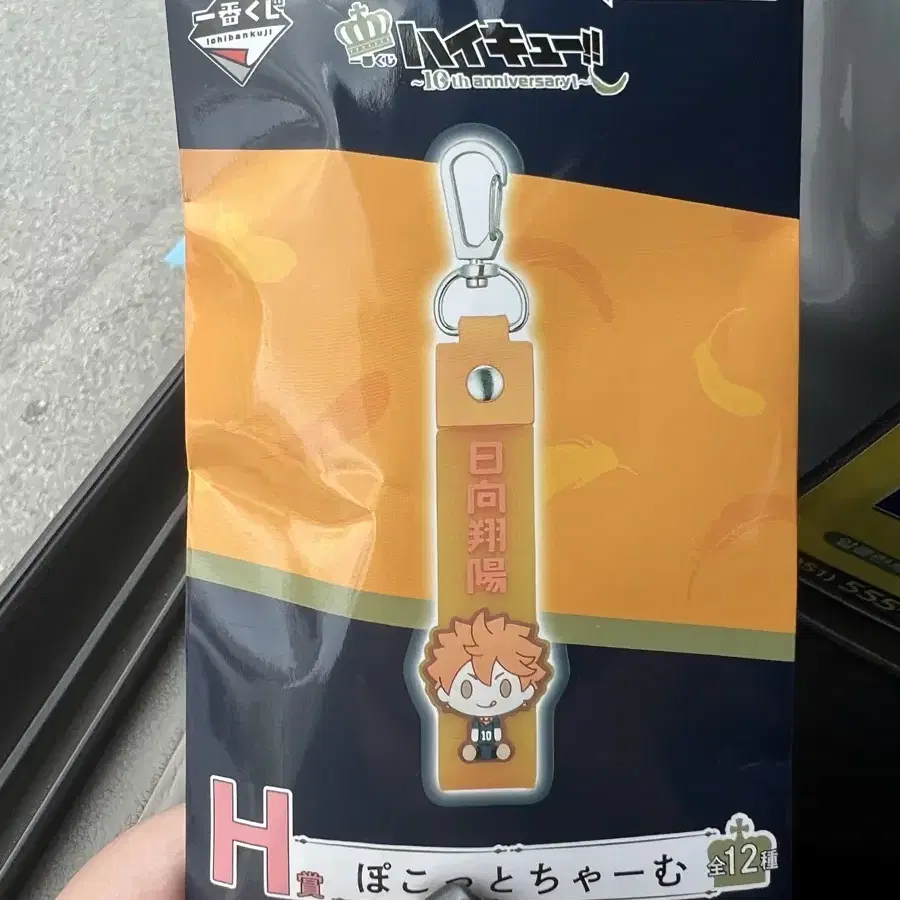 一番くじ
Ichibankuji
一番くじ
ハイキュー!!
~10th anniversary!~
日向翔陽
10
H賞
ぽこっとちゃーむ
全12種